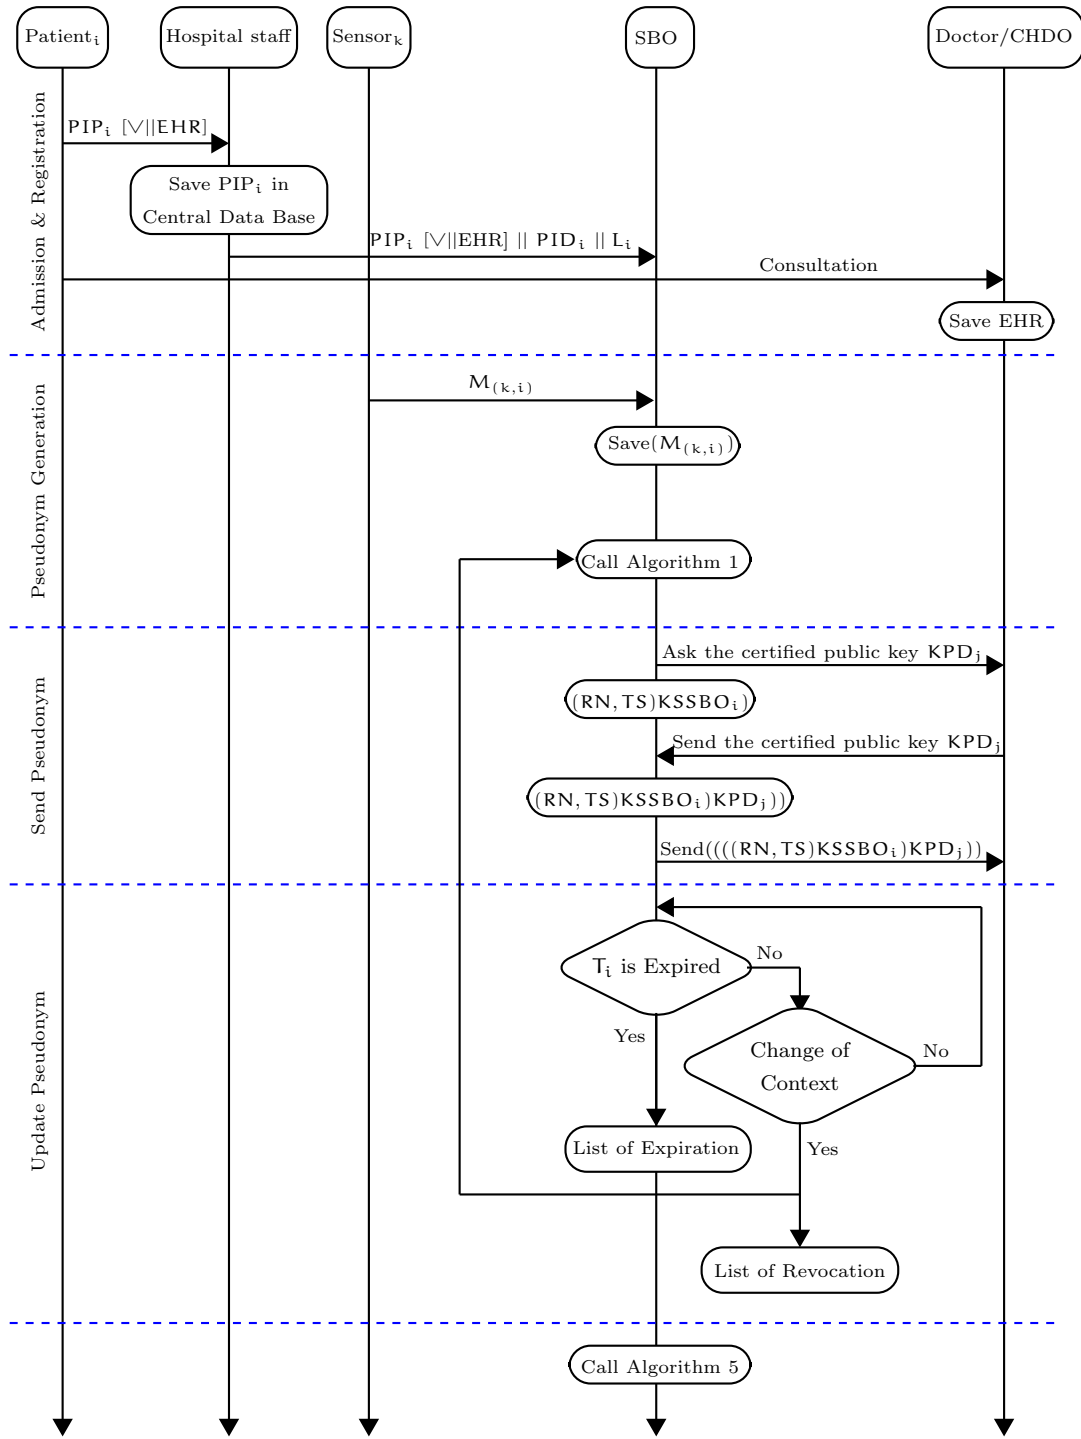 Patient_i
Hospital staff
Sensor_k
SBO
Doctor/CHDO
Admission & Registration
PIP_i [∨||EHR]
Save PIP_i in
Central Data Base
PIP_i [∨||EHR] || PID_i || L_i
Consultation
Save EHR
Pseudonym Generation
M_(k,i)
Save(M_(k,i))
Call Algorithm 1
Send Pseudonym
Ask the certified public key KPD_j
(RN, TS)KSSBO_i)
Send the certified public key KPD_j
(RN, TS)KSSBO_i)KPD_j))
Send((((RN, TS)KSSBO_i)KPD_j))
Update Pseudonym
T_i is Expired
No
Yes
Change of
Context
No
List of Expiration
Yes
List of Revocation
Call Algorithm 5